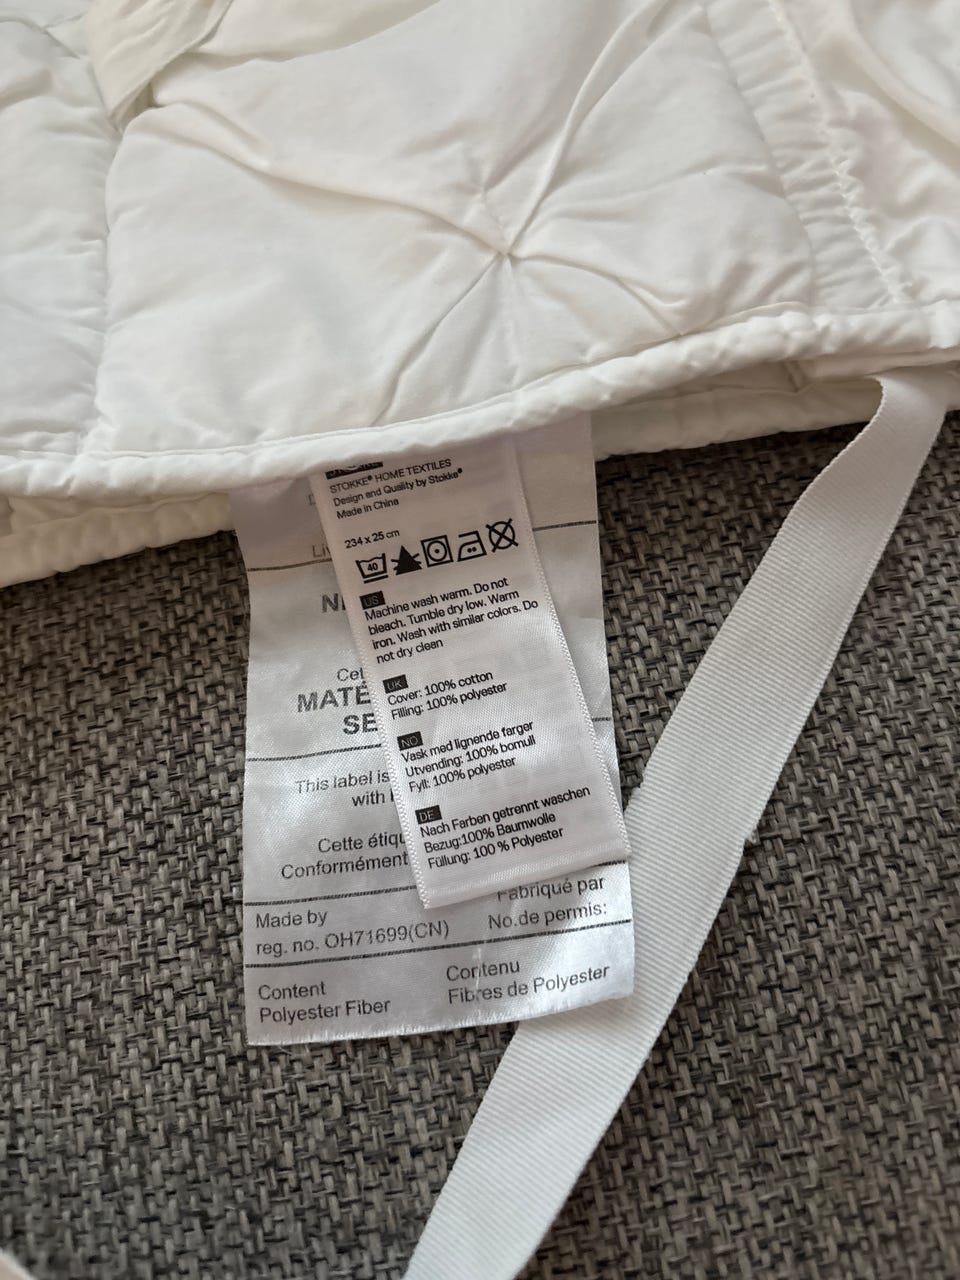 STOKKE® HOME TEXTILES
Design and Quality by Stokke®
Made in China
234 x 25 cm
40
US
Machine wash warm. Do not
bleach. Tumble dry low. Warm
iron. Wash with similar colors. Do
not dry clean
UK
Cover: 100% cotton
Filling: 100% polyester
NO
Vask med lignende farger
Utvending: 100% bomull
Fyll: 100% polyester
DE
Nach Farben getrennt waschen
Bezug:100% Baumwolle
Füllung: 100 % Polyester
This label is
with
Cette
Conformément
Made by
reg. no. OH71699(CN)
Fabriqué par
No.de permis:
Content
Polyester Fiber
Contenu
Fibres de Polyester